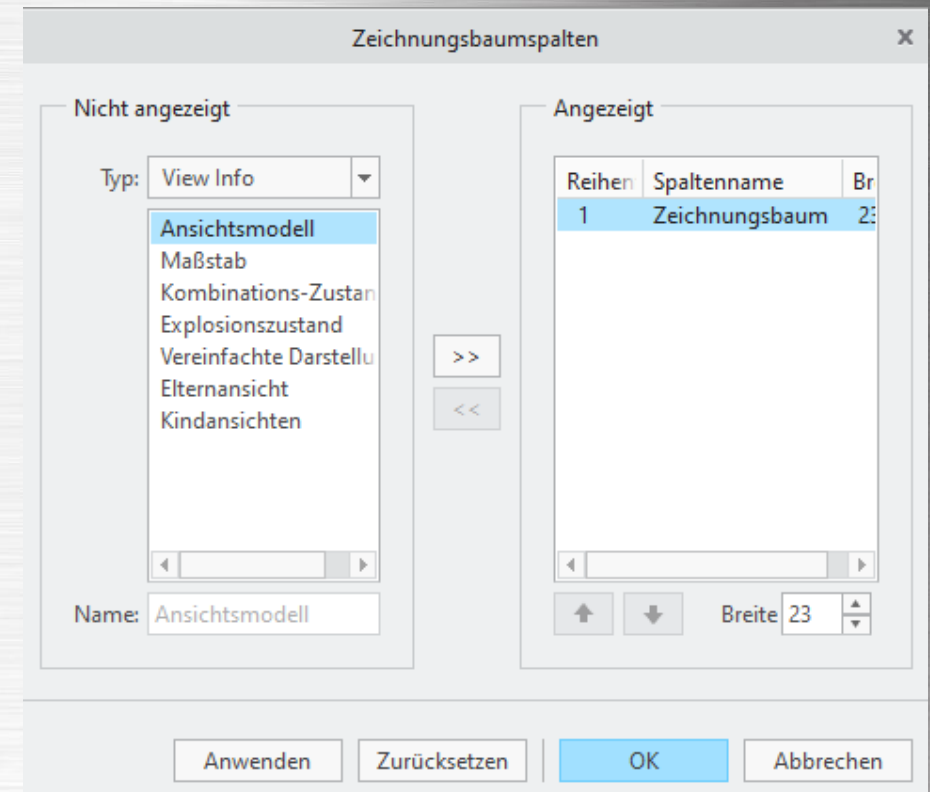 Zeichnungsbaumspalten
Nicht angezeigt
Typ: View Info
Ansichtsmodell
Maßstab
Kombinations-Zustan
Explosionszustand
Vereinfachte Darstellu
Elternansicht
Kindansichten
Name: Ansichtsmodell
>>
<<
Angezeigt
Reihen Spaltenname Br
1 Zeichnungsbaum 23
Breite 23
Anwenden Zurücksetzen OK Abbrechen